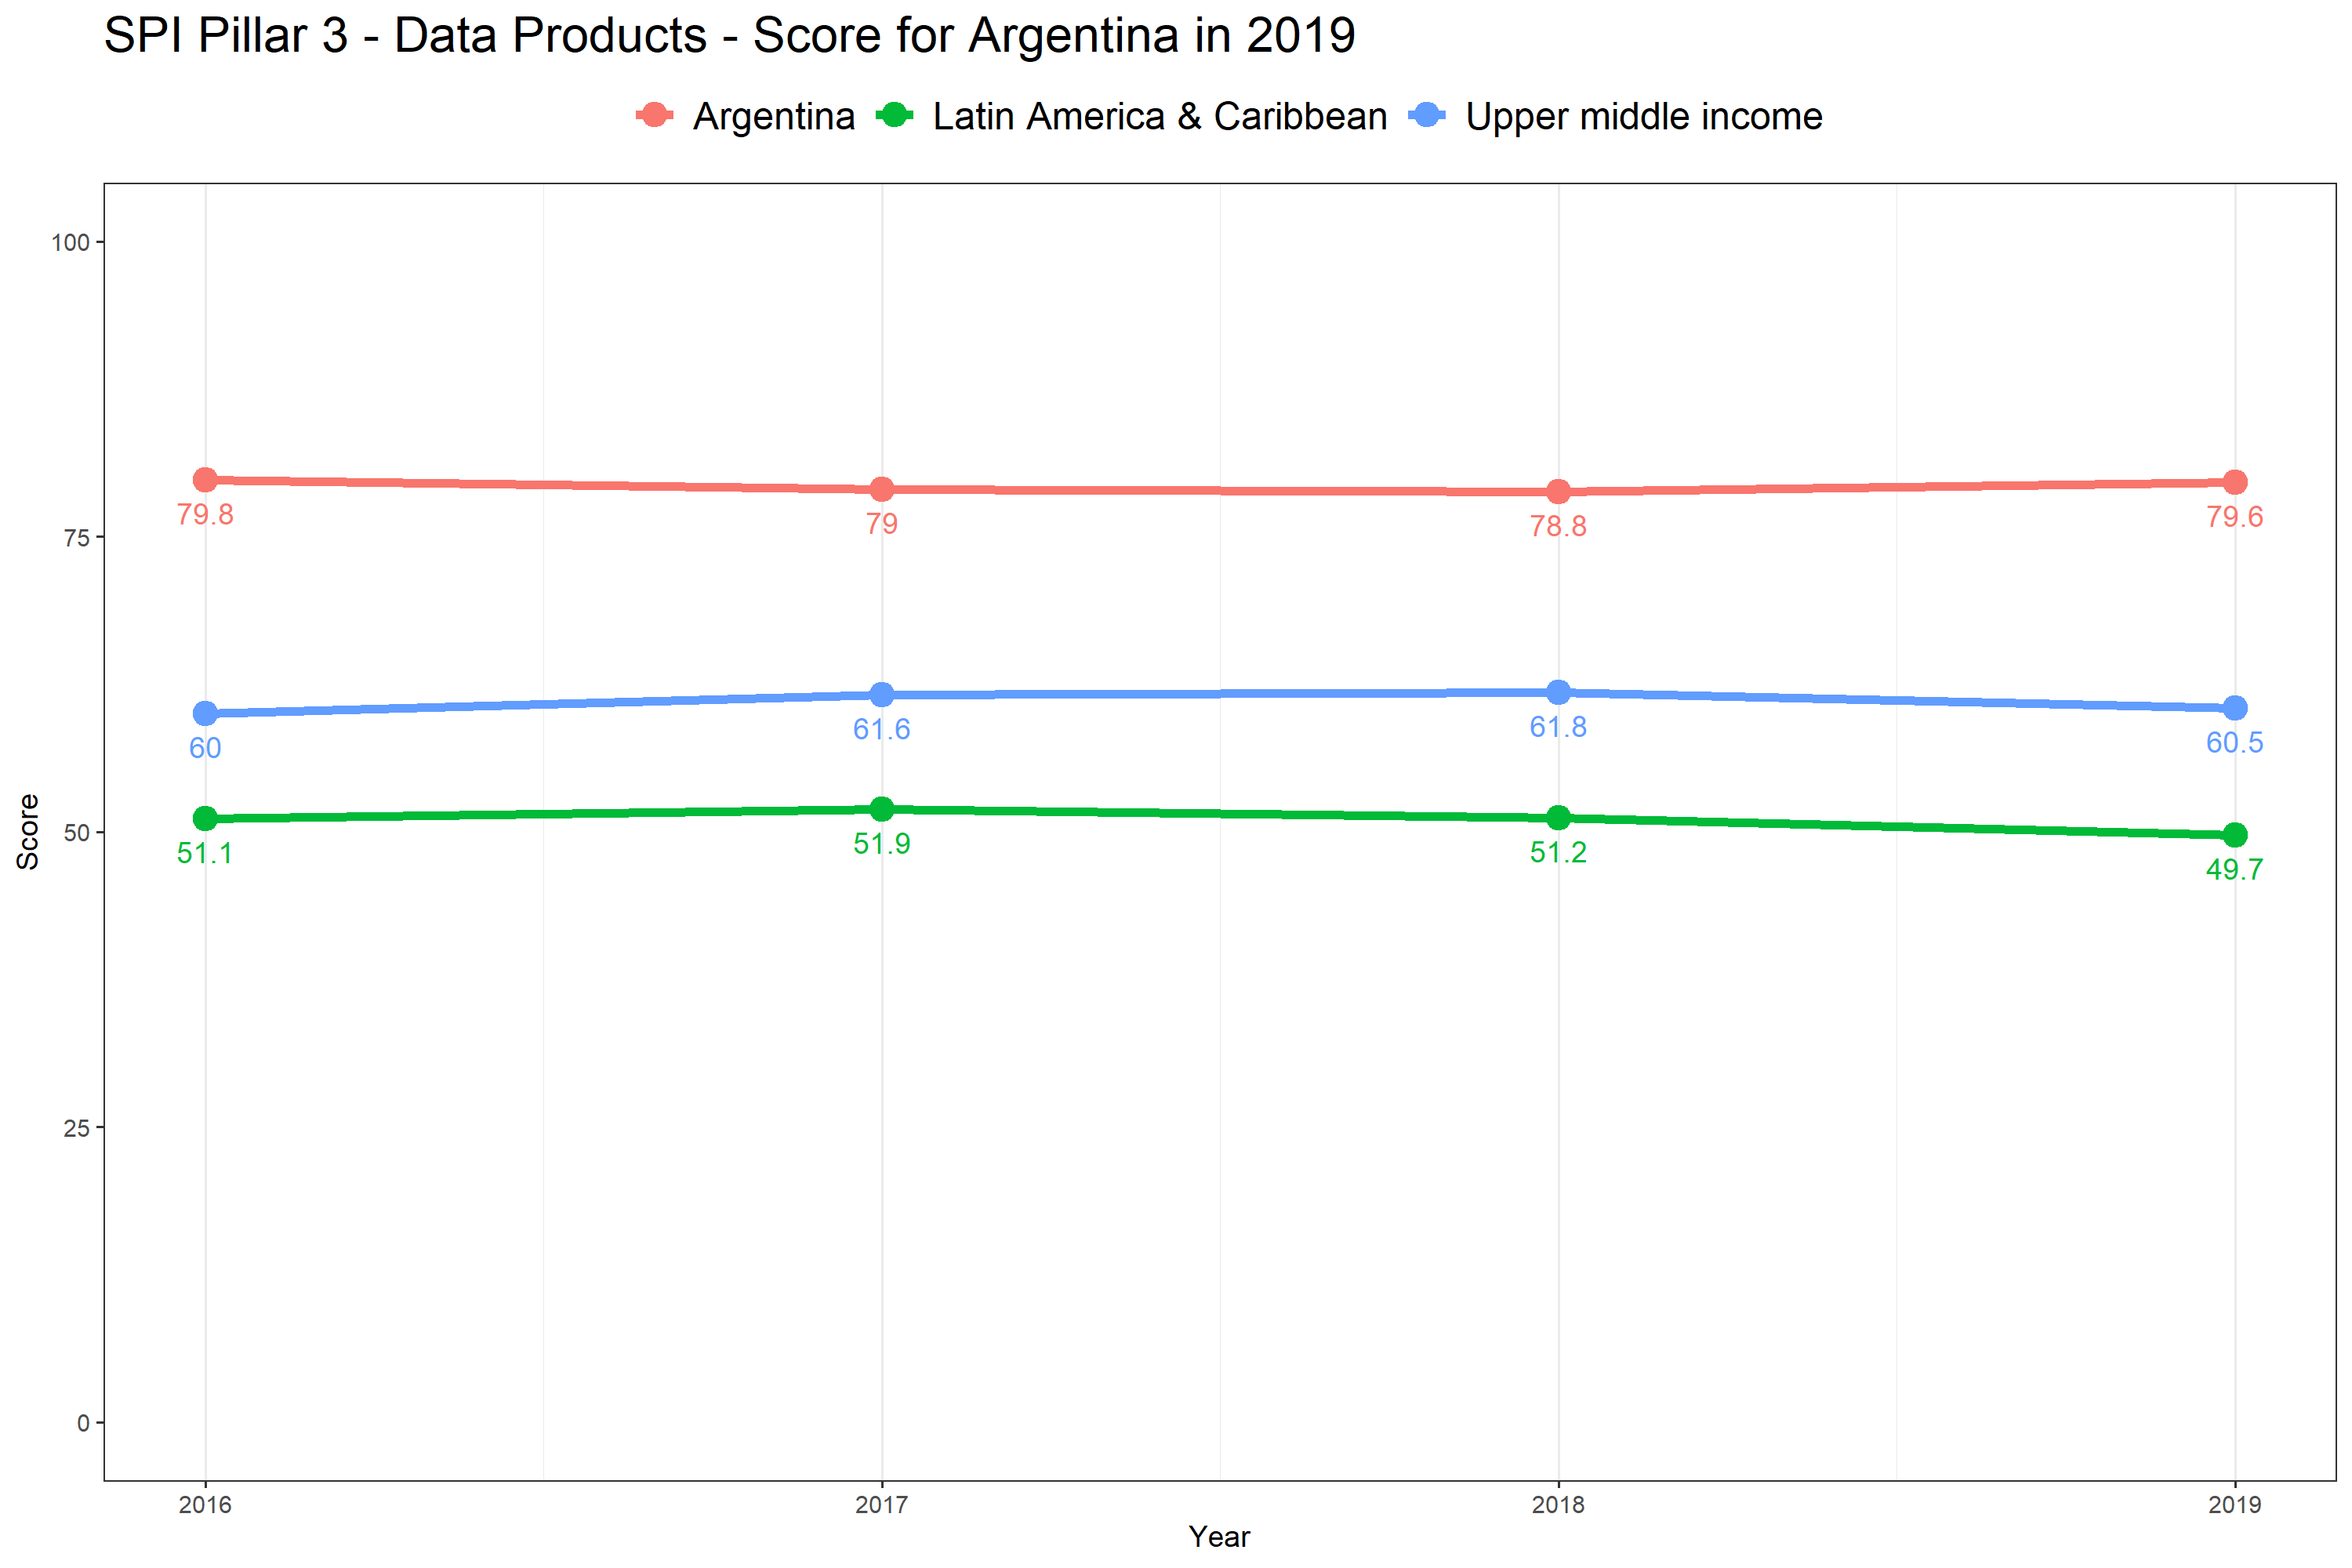 SPI Pillar 3 - Data Products - Score for Argentina in 2019
Argentina Latin America & Caribbean Upper middle income
100
75
50
25
0
Score
79.8 79 78.8 79.6
60 61.6 61.8 60.5
51.1 51.9 51.2 49.7
2016 2017 2018 2019
Year